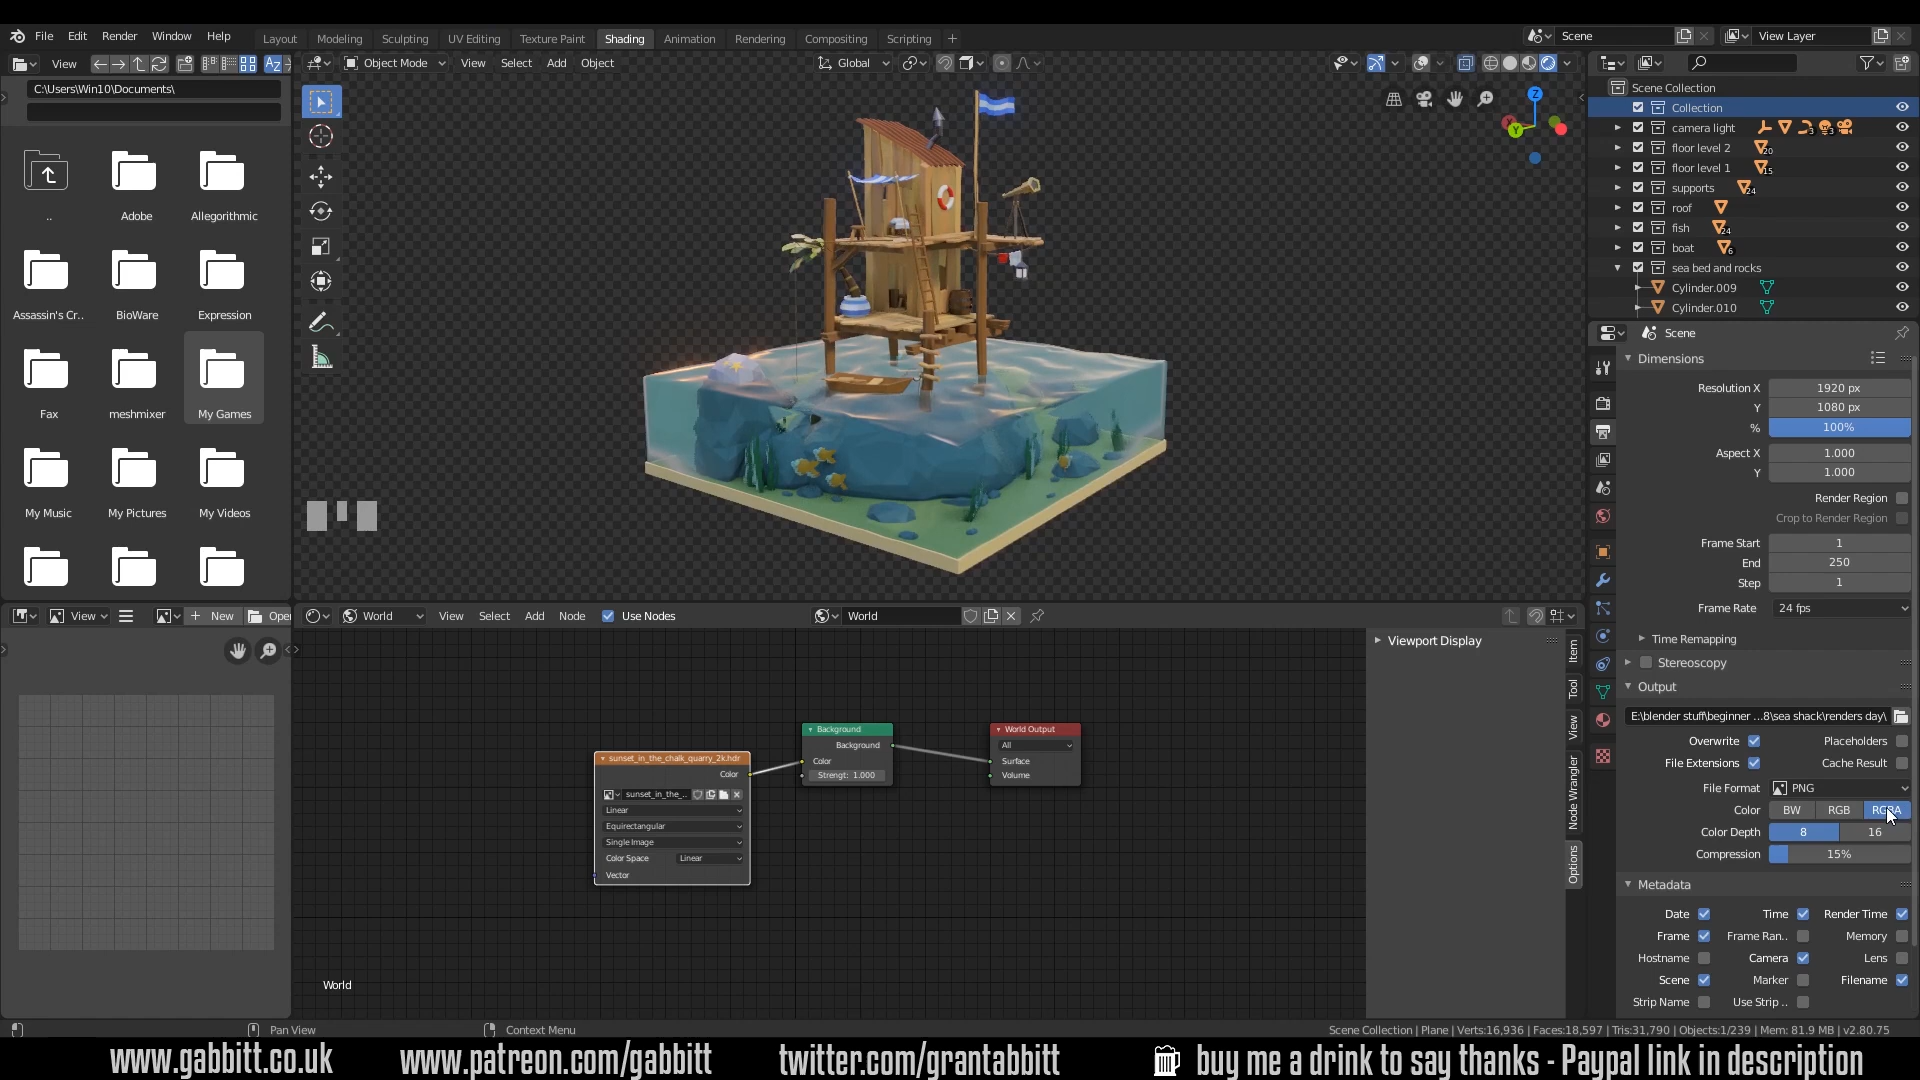 File Edit Render Window Help
Layout Modeling Sculpting UV Editing Texture Paint Shading Animation Rendering Compositing Scripting +
Scene
View Layer
View
Object Mode View Select Add Object
Global
C:\Users\Win10\Documents\
..
Adobe
Allegorithmic
Assassin's Cr..
BioWare
Expression
Fax
meshmixer
My Games
My Music
My Pictures
My Videos
Z
Y
Scene Collection
Collection
camera light 3 3
floor level 2 20
floor level 1 15
supports 24
roof
fish 24
boat 6
sea bed and rocks
Cylinder.009
Cylinder.010
Scene
Dimensions
Resolution X 1920 px
Y 1080 px
% 100%
Aspect X 1.000
Y 1.000
Render Region
Crop to Render Region
Frame Start 1
End 250
Step 1
Frame Rate 24 fps
Time Remapping
Stereoscopy
Output
E:\blender stuff\beginner ...8\sea shack\renders day\
Overwrite Placeholders
File Extensions Cache Result
File Format PNG
Color BW RGB RGBA
Color Depth 8 16
Compression 15%
Metadata
Date Time Render Time
Frame Frame Ran.. Memory
Hostname Camera Lens
Scene Marker Filename
Strip Name Use Strip ..
View + New Open
World View Select Add Node Use Nodes
World
Viewport Display
Item
Tool
View
Node Wrangler
Options
sunset_in_the_chalk_quarry_2k.hdr
Color
sunset_in_the_..
Linear
Equirectangular
Single Image
Color Space Linear
Vector
Background
Background
Color
Strengt: 1.000
World Output
All
Surface
Volume
World
Pan View
Context Menu
Scene Collection | Plane | Verts:16,936 | Faces:18,597 | Tris:31,790 | Objects:1/239 | Mem: 81.9 MB | v2.80.75
www.gabbitt.co.uk www.patreon.com/gabbitt twitter.com/grantabbitt buy me a drink to say thanks - Paypal link in description